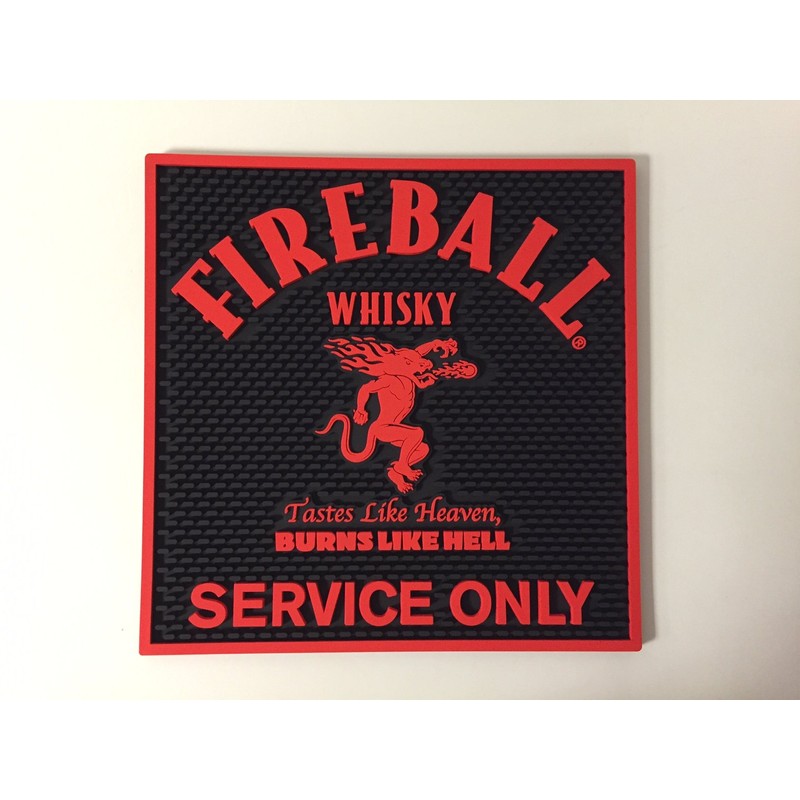 FIREBALL®
WHISKY
Tastes Like Heaven,
BURNS LIKE HELL
SERVICE ONLY